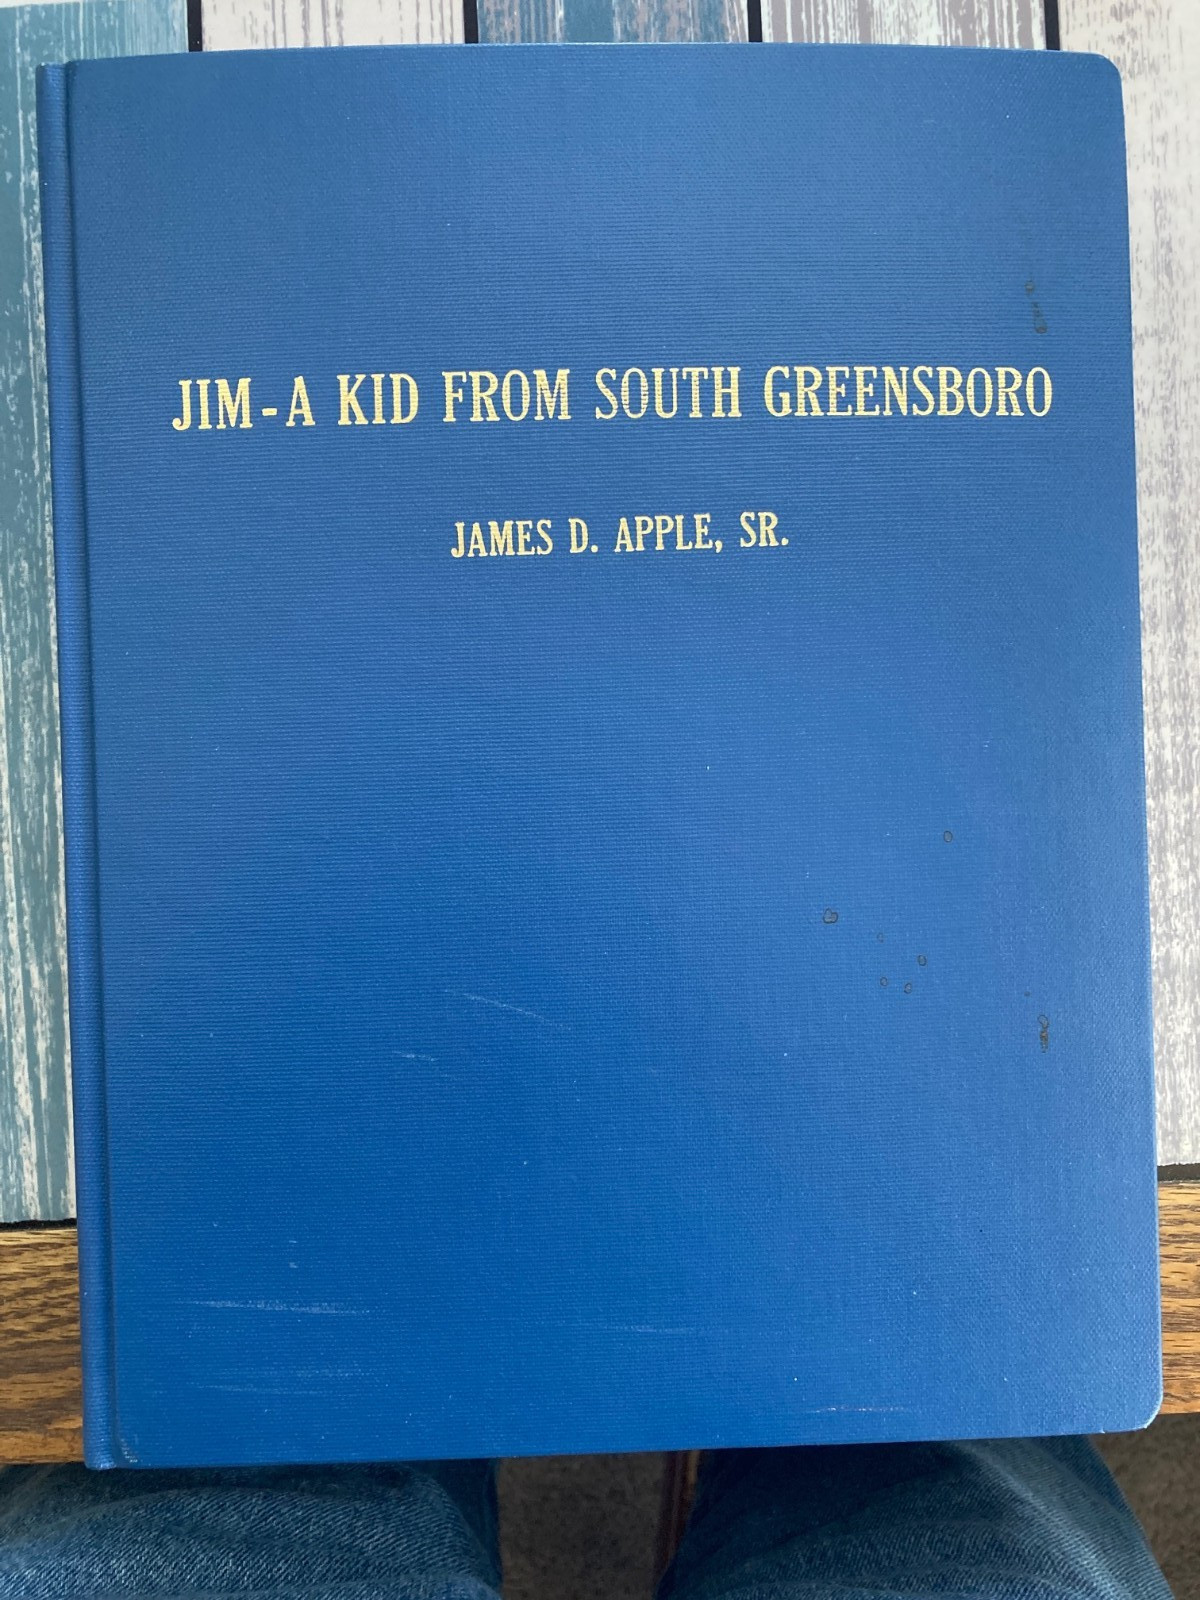 JIM-A KID FROM SOUTH GREENSBORO
JAMES D. APPLE, SR.